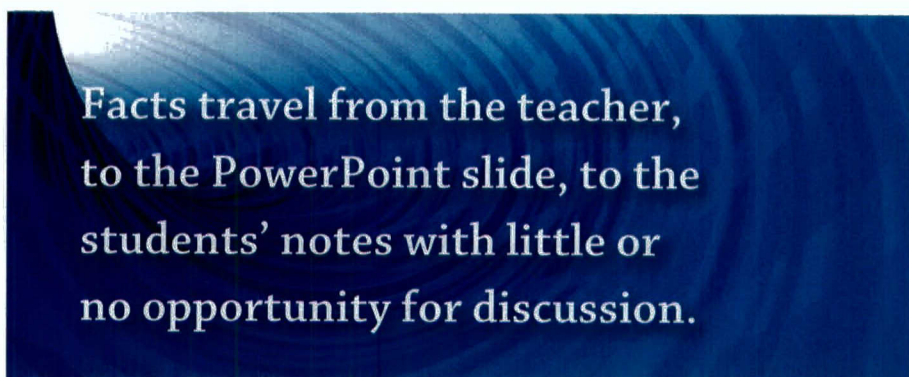 Facts travel from the teacher,
to the PowerPoint slide, to the
students’ notes with little or
no opportunity for discussion.